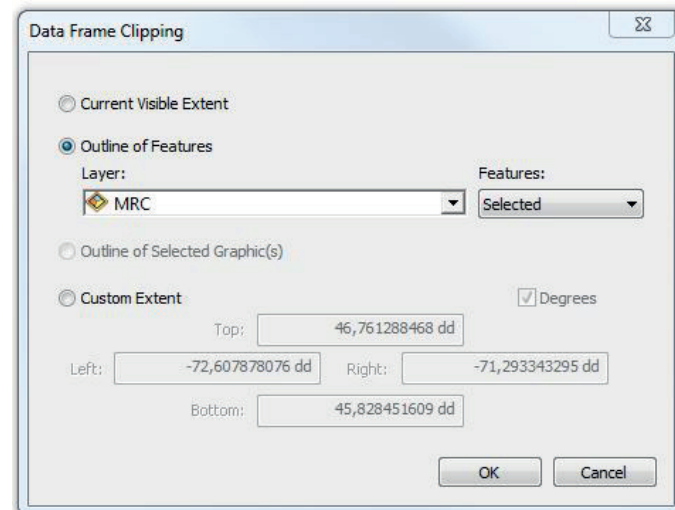 Data Frame Clipping
Current Visible Extent
Outline of Features
Layer: Features:
MRC Selected
Outline of Selected Graphic(s)
Custom Extent Degrees
Top: 46,761288468 dd
Left: -72,607878076 dd Right: -71,293343295 dd
Bottom: 45,828451609 dd
OK Cancel